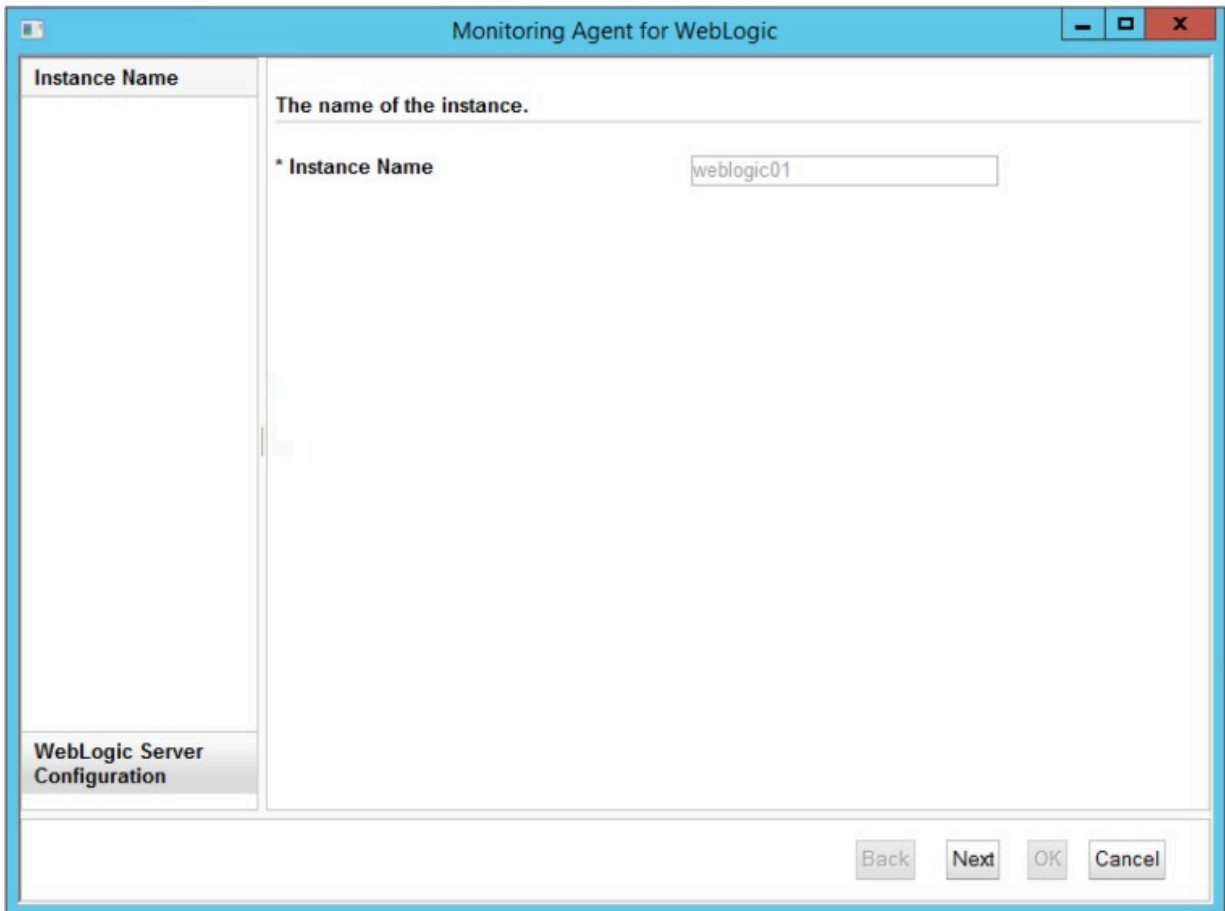 Monitoring Agent for WebLogic
Instance Name
The name of the instance.
* Instance Name
weblogic01
WebLogic Server
Configuration
Back
Next
OK
Cancel